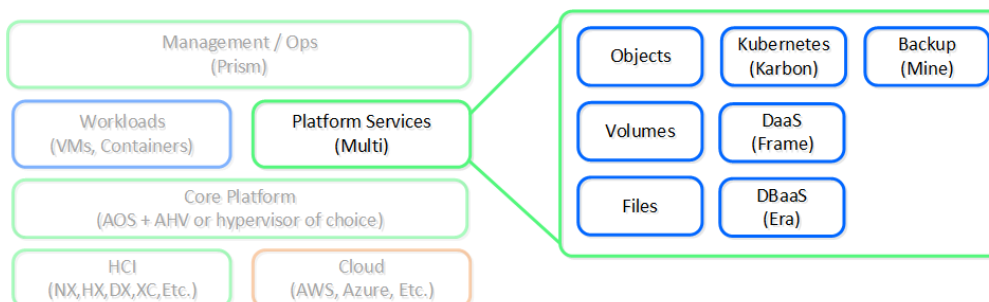 Management / Ops
(Prism)
Workloads
(VMs, Containers)
Platform Services
(Multi)
Core Platform
(AOS + AHV or hypervisor of choice)
HCI
(NX,HX,DX,XC,Etc.)
Cloud
(AWS, Azure, Etc.)
Objects
Kubernetes
(Karbon)
Backup
(Mine)
Volumes
DaaS
(Frame)
Files
DBaaS
(Era)